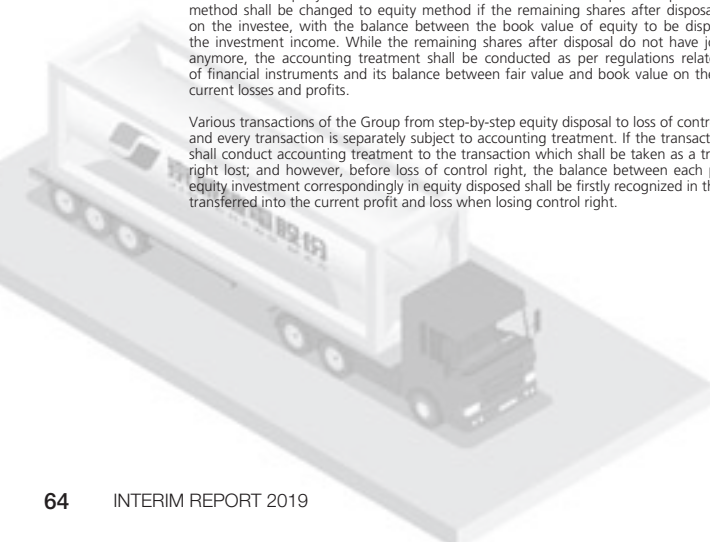 method shall be changed to equity method if the remaining shares after disposa
on the investee, with the balance between the book value of equity to be disp
the investment income. While the remaining shares after disposal do not have j
anymore, the accounting treatment shall be conducted as per regulations relat
of financial instruments and its balance between fair value and book value on the
current losses and profits.
Various transactions of the Group from step-by-step equity disposal to loss of contr
and every transaction is separately subject to accounting treatment. If the transact
shall conduct accounting treatment to the transaction which shall be taken as a tr
right lost; and however, before loss of control right, the balance between each p
equity investment correspondingly in equity disposed shall be firstly recognized in th
transferred into the current profit and loss when losing control right.
64 INTERIM REPORT 2019